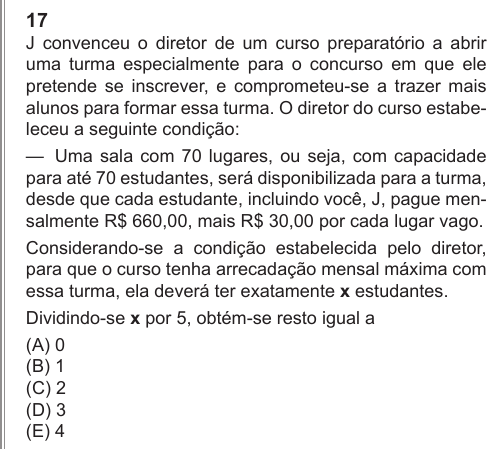 17
J convenceu o diretor de um curso preparatório a abrir
uma turma especialmente para o concurso em que ele
pretende se inscrever, e comprometeu-se a trazer mais
alunos para formar essa turma. O diretor do curso estabe-
leceu a seguinte condição:
— Uma sala com 70 lugares, ou seja, com capacidade
para até 70 estudantes, será disponibilizada para a turma,
desde que cada estudante, incluindo você, J, pague men-
salmente R$ 660,00, mais R$ 30,00 por cada lugar vago.
Considerando-se a condição estabelecida pelo diretor,
para que o curso tenha arrecadação mensal máxima com
essa turma, ela deverá ter exatamente x estudantes.
Dividindo-se x por 5, obtém-se resto igual a
(A) 0
(B) 1
(C) 2
(D) 3
(E) 4